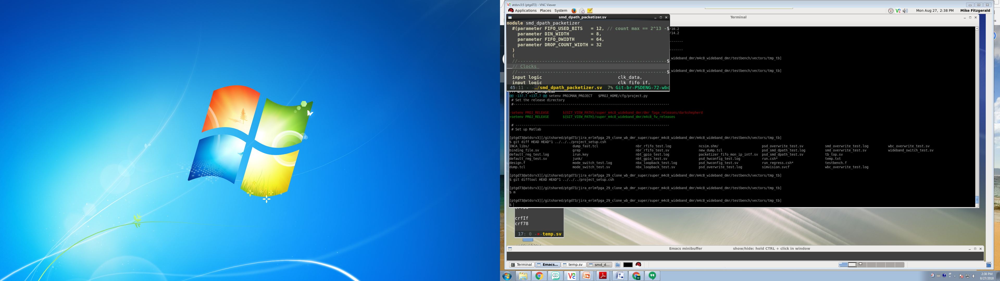 atdsrv3:5 (ptgd73) - VNC Viewer
Applications Places System
Mon Aug 27, 2:38 PM Mike Fitzgerald
smd_dpath_packetizer.sv
Terminal
module smd_dpath_packetizer
#(parameter FIFO_USED_BITS = 12, // count max == 2^13 -$
parameter DIN_WIDTH = 8,
parameter FIFO_DWIDTH = 64,
parameter DROP_COUNT_WIDTH = 32
)
(
//-------------------------------------------------------$
// Clocks
//-------------------------------------------------------$
input logic clk_data,
input logic clk_fifo_if,
45:11 - -…/smd_dpath_packetizer.sv 7% Git-br-PSDENG-72-wbc
/10.2
/14.2
-------
-------
wideband_dmr/m4c8_wideband_dmr/testbench/vectors/tmp_tb]
wideband_dmr/m4c8_wideband_dmr/testbench/vectors/tmp_tb]
+++ b/project_setup.csh
@@ -137,7 +137,7 @@ setenv PROJMAN_PROJECT $PROJ_HOME/cfg/project.py
# Set the release directory
#------------------------------------------------------------------------------
-setenv PROJ_RELEASE ${GIT_VIEW_PATH}/super_m4c8_wideband_dmr/dmr_fpga_releases/darkshepherd
+setenv PROJ_RELEASE ${GIT_VIEW_PATH}/super_m4c8_wideband_dmr/m4c8_fw_releases
# -----------------------------------------------------------------------------
# Set up Matlab
[ptgd73@atdsrv3][/gitshared/ptgd73/jira_erlmfpga_29_clone_wb_dmr_super/super_m4c8_wideband_dmr/m4c8_wideband_dmr/testbench/vectors/tmp_tb]
$ git diff HEAD HEAD^1 ../../../project_setup.csh
INCA_libs/ dump_fast.tcl nbr_rfifo_test.log ncsim.shm/ psd_overwrite_test.sv smd_overwrite_test.log wbc_overwrite_test.sv
binding_file.sv grep nbr_rfifo_test.sv new_dump.tcl psd_smd_dpath_test.log smd_overwrite_test.sv wideband_switch_test.sv
default_reg_test.log irun.key nbt_gpio_test.log packetizer_fifo_mon_ip_intf.sv psd_smd_dpath_test.sv tb_top.sv
default_reg_test.sv junk/ nbt_gpio_test.sv psd_hwconfig_test.log run.csh* temp.txt
design.f mode_switch_test.log nbx_loopback_test.log psd_hwconfig_test.sv run_regress.csh* testbench.f
dump.tcl mode_switch_test.sv nbx_loopback_test.sv psd_overwrite_test.log simvision.svcf wbc_overwrite_test.log
[ptgd73@atdsrv3][/gitshared/ptgd73/jira_erlmfpga_29_clone_wb_dmr_super/super_m4c8_wideband_dmr/m4c8_wideband_dmr/testbench/vectors/tmp_tb]
$ git difftool HEAD HEAD^1 ../../../project_setup.csh
[ptgd73@atdsrv3][/gitshared/ptgd73/jira_erlmfpga_29_clone_wb_dmr_super/super_m4c8_wideband_dmr/m4c8_wideband_dmr/testbench/vectors/tmp_tb]
$ m
[ptgd73@atdsrv3][/gitshared/ptgd73/jira_erlmfpga_29_clone_wb_dmr_super/super_m4c8_wideband_dmr/m4c8_wideband_dmr/testbench/vectors/tmp_tb]
$
crfIf
crf78
17: 0 -×-temp.sv
Emacs minibuffer show/hide: hold CTRL + click in window
Terminal Emacs... temp.sv smd_d...
2:38 PM
8/27/2018